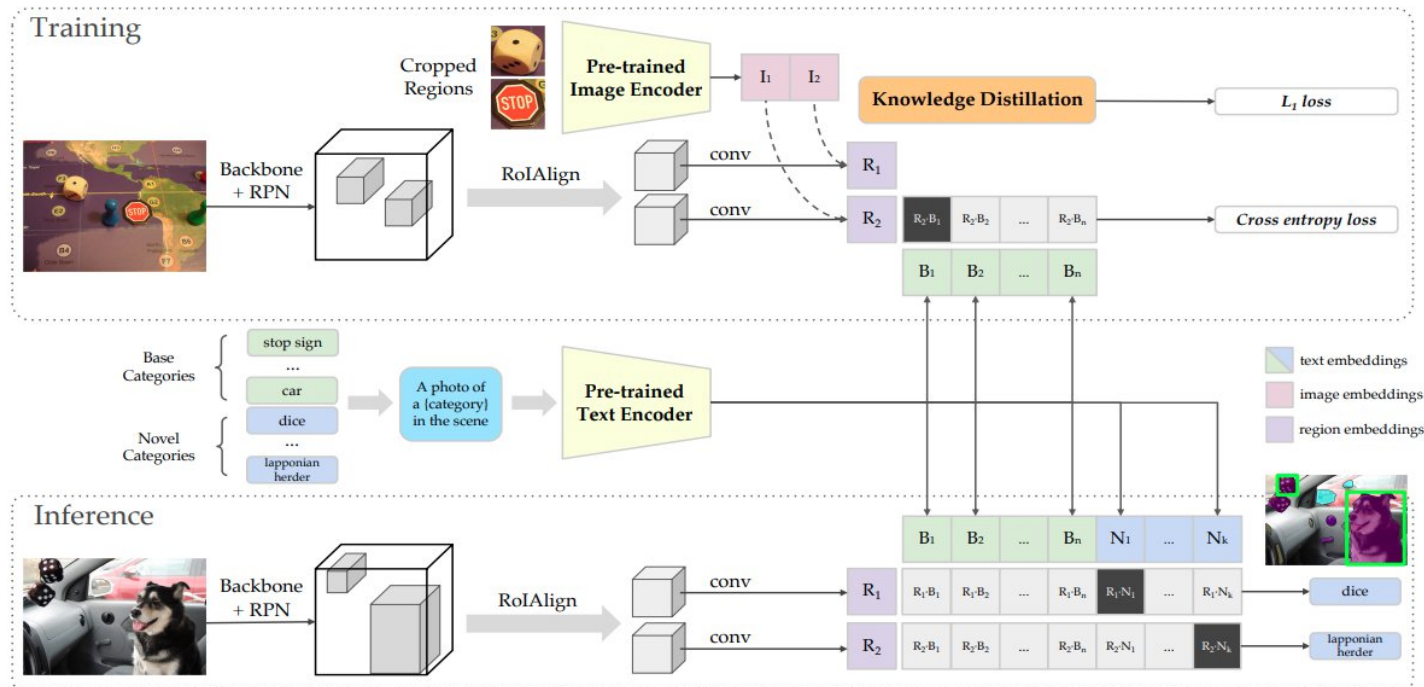 Training
Cropped
Regions
STOP
Pre-trained
Image Encoder
I₁ I₂
Knowledge Distillation
L₁ loss
Backbone
+ RPN
STOP
A1
RoIAlign
conv
R₁
conv
R₂ R₂·B₁ R₂·B₂ ... R₂·Bₙ
Cross entropy loss
B₁ B₂ ... Bₙ
Base
Categories
stop sign
...
car
Novel
Categories
dice
...
lapponian
herder
A photo of
a {category}
in the scene
Pre-trained
Text Encoder
text embeddings
image embeddings
region embeddings
Inference
Backbone
+ RPN
RoIAlign
B₁ B₂ ... Bₙ N₁ ... Nₖ
conv
R₁ R₁·B₁ R₁·B₂ ... R₁·Bₙ R₁·N₁ ... R₁·Nₖ
dice
conv
R₂ R₂·B₁ R₂·B₂ ... R₂·Bₙ R₂·N₁ ... R₂·Nₖ
lapponian
herder